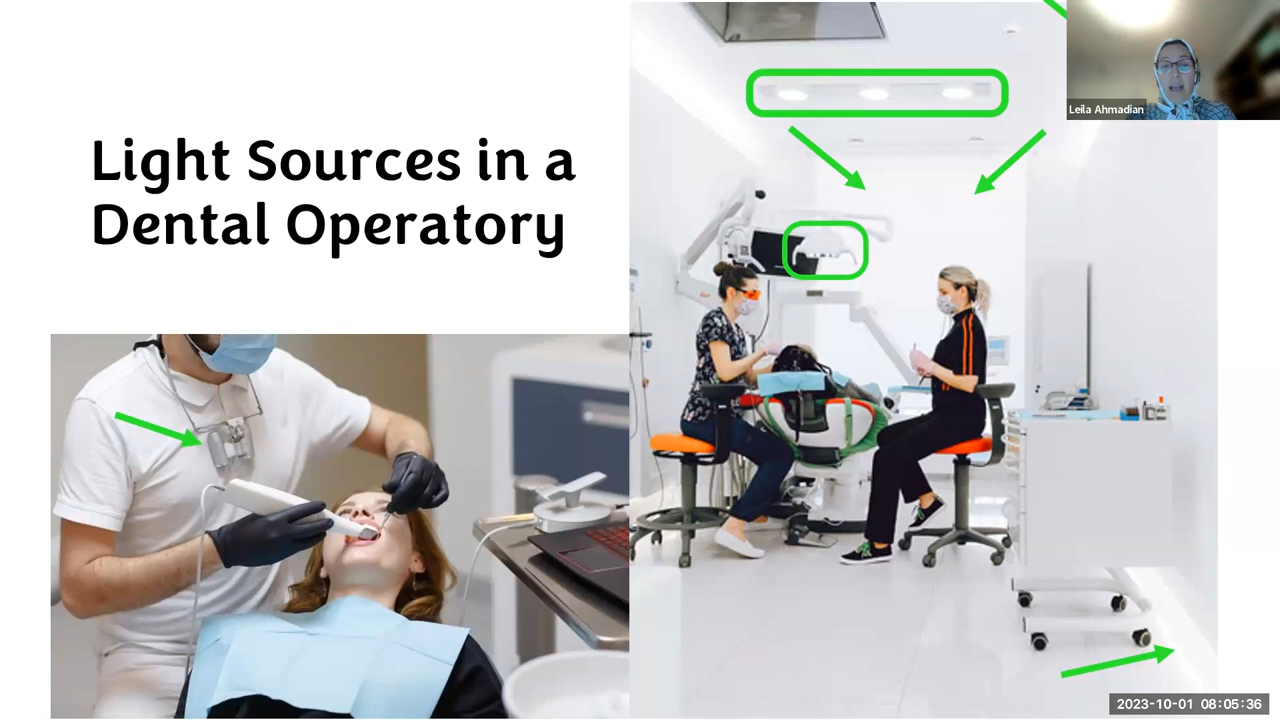 Light Sources in a
Dental Operatory
Leila Ahmadian
2023-10-01 08:05:36